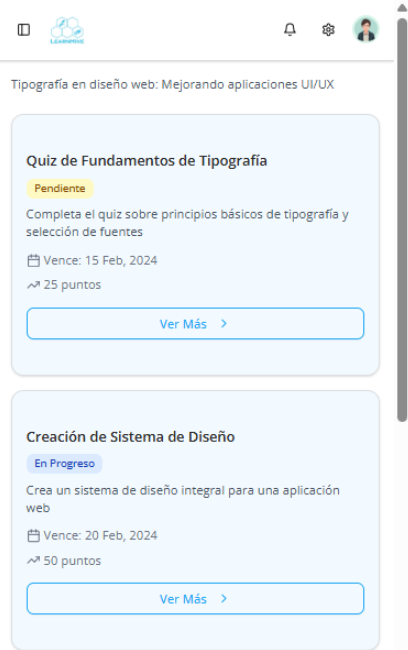 LEARNPIKE
Tipografía en diseño web: Mejorando aplicaciones UI/UX
Quiz de Fundamentos de Tipografía
Pendiente
Completa el quiz sobre principios básicos de tipografía y
selección de fuentes
Vence: 15 Feb, 2024
25 puntos
Ver Más
Creación de Sistema de Diseño
En Progreso
Crea un sistema de diseño integral para una aplicación
web
Vence: 20 Feb, 2024
50 puntos
Ver Más